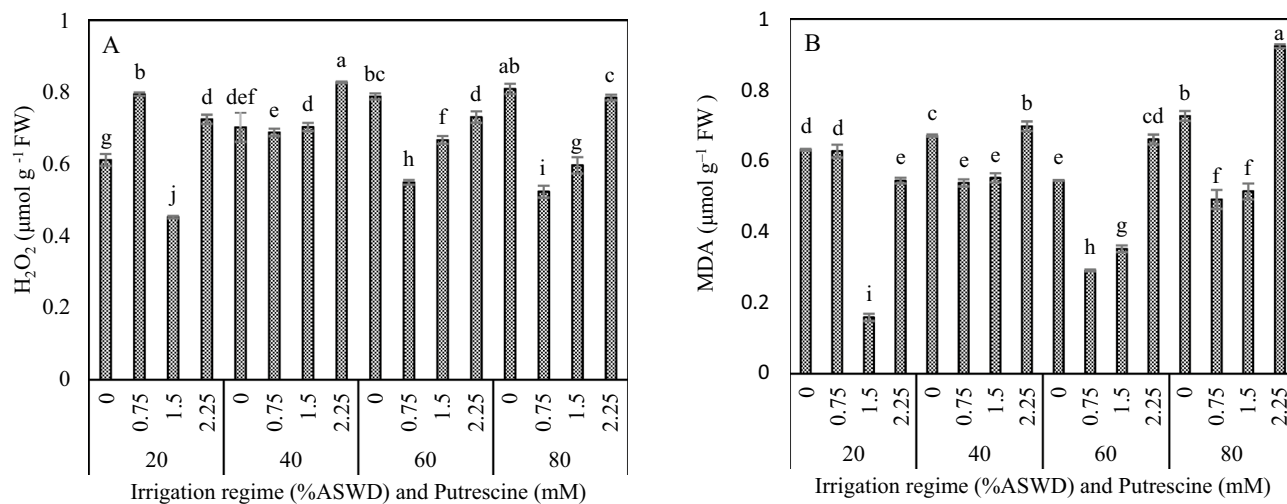 A
H₂O₂ (µmol g ⁻¹ FW)
1
0.8
0.6
0.4
0.2
0
g b j d def e d a bc h f d ab i i c
0 0.75 1.5 2.25 0 0.75 1.5 2.25 0 0.75 1.5 2.25 0 0.75 1.5 2.25
20 40 60 80
Irrigation regime (%ASWD) and Putrescine (mM)
B
MDA (µmol g⁻¹ FW )
1
0.8
0.6
0.4
0.2
0
d d i e c e e b e h g cd b f f a
0 0.75 1.5 2.25 0 0.75 1.5 2.25 0 0.75 1.5 2.25 0 0.75 1.5 2.25
20 40 60 80
Irrigation regime (%ASWD) and Putrescine (mM)